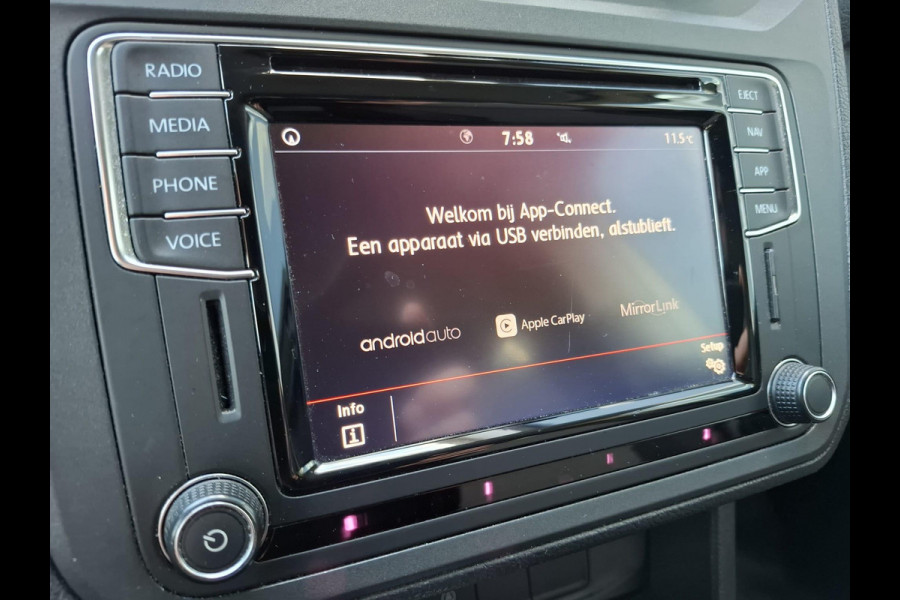 RADIO
MEDIA
PHONE
VOICE
EJECT
NAV
APP
MENU
7:58
11.5°C
Welkom bij App-Connect.
Een apparaat via USB verbinden, alstublieft.
androidauto
Apple CarPlay
MirrorLink
Setup
Info
i